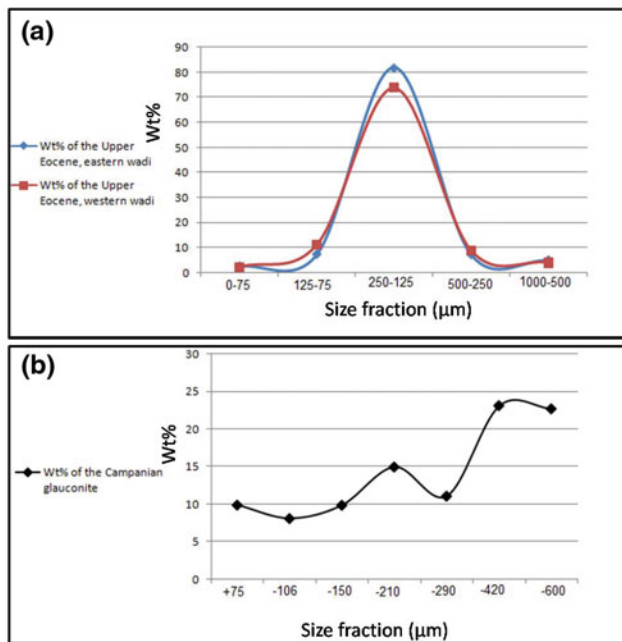 (a)
90
80
70
60
50
40
30
20
10
0
Wt%
Wt% of the Upper
Eocene, eastern wadi
Wt% of the Upper
Eocene, western wadi
0-75 125-75 250-125 500-250 1000-500
Size fraction (µm)
(b)
30
25
20
15
10
5
0
Wt%
Wt% of the Campanian
glauconite
+75 -106 -150 -210 -290 -420 -600
Size fraction (µm)